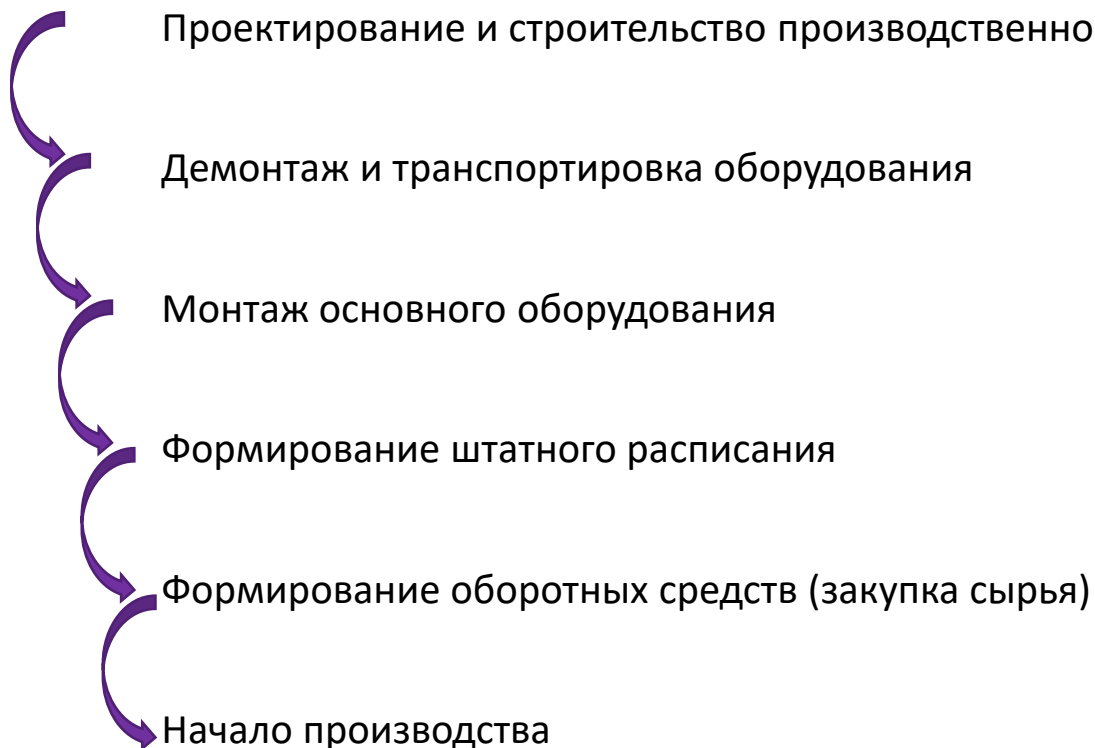 Проектирование и строительство производственно
Демонтаж и транспортировка оборудования
Монтаж основного оборудования
Формирование штатного расписания
Формирование оборотных средств (закупка сырья)
Начало производства